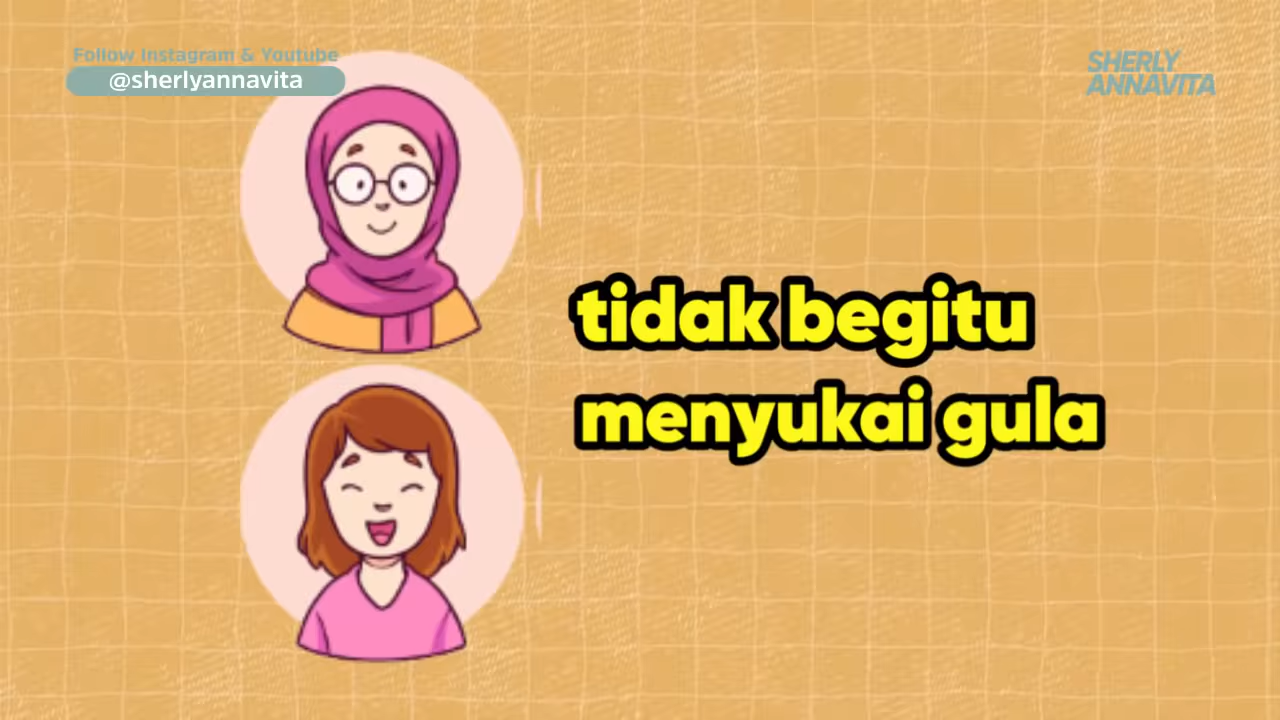 Follow Instagram & Youtube
@sherlyannavita
SHERLY
ANNAVITA
tidak begitu
menyukai gula